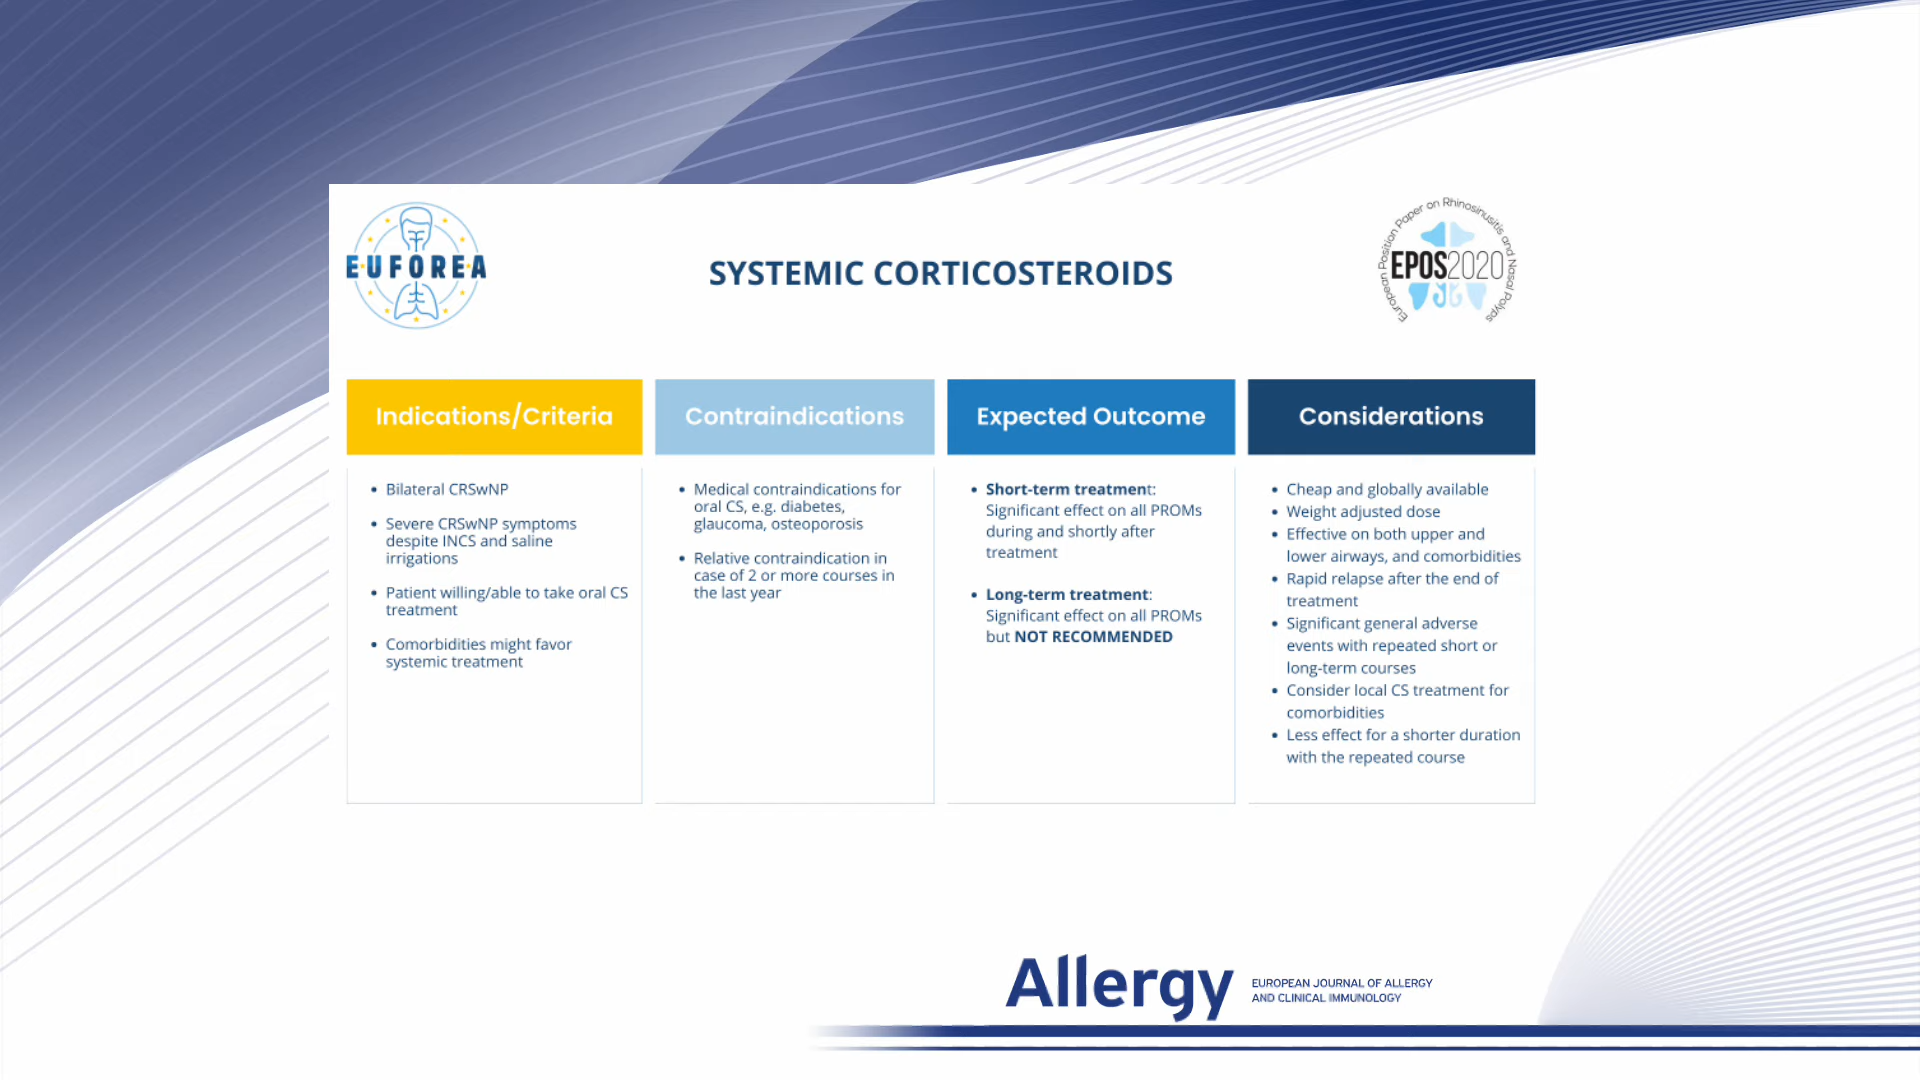 EUFOREA
SYSTEMIC CORTICOSTEROIDS
European Position Paper on Rhinosinusitis and Nasal Polyps
EPOS2020
Indications/Criteria
• Bilateral CRSwNP
• Severe CRSwNP symptoms
despite INCS and saline
irrigations
• Patient willing/able to take oral CS
treatment
• Comorbidities might favor
systemic treatment
Contraindications
• Medical contraindications for
oral CS, e.g. diabetes,
glaucoma, osteoporosis
• Relative contraindication in
case of 2 or more courses in
the last year
Expected Outcome
• Short-term treatment:
Significant effect on all PROMs
during and shortly after
treatment
• Long-term treatment:
Significant effect on all PROMs
but NOT RECOMMENDED
Considerations
• Cheap and globally available
• Weight adjusted dose
• Effective on both upper and
lower airways, and comorbidities
• Rapid relapse after the end of
treatment
• Significant general adverse
events with repeated short or
long-term courses
• Consider local CS treatment for
comorbidities
• Less effect for a shorter duration
with the repeated course
Allergy
EUROPEAN JOURNAL OF ALLERGY
AND CLINICAL IMMUNOLOGY